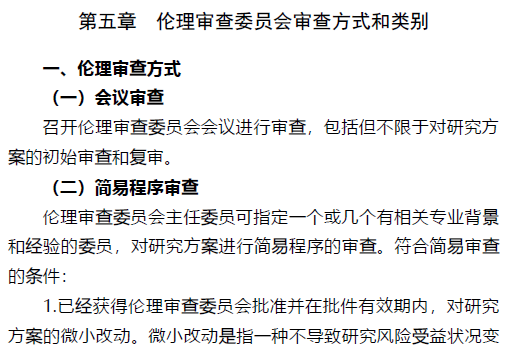 第五章　伦理审查委员会审查方式和类别
一、伦理审查方式
（一）会议审查
召开伦理审查委员会会议进行审查，包括但不限于对研究方
案的初始审查和复审。
（二）简易程序审查
伦理审查委员会主任委员可指定一个或几个有相关专业背景
和经验的委员，对研究方案进行简易程序的审查。符合简易审查
的条件：
1.已经获得伦理审查委员会批准并在批件有效期内，对研究
方案的微小改动。微小改动是指一种不导致研究风险受益状况变